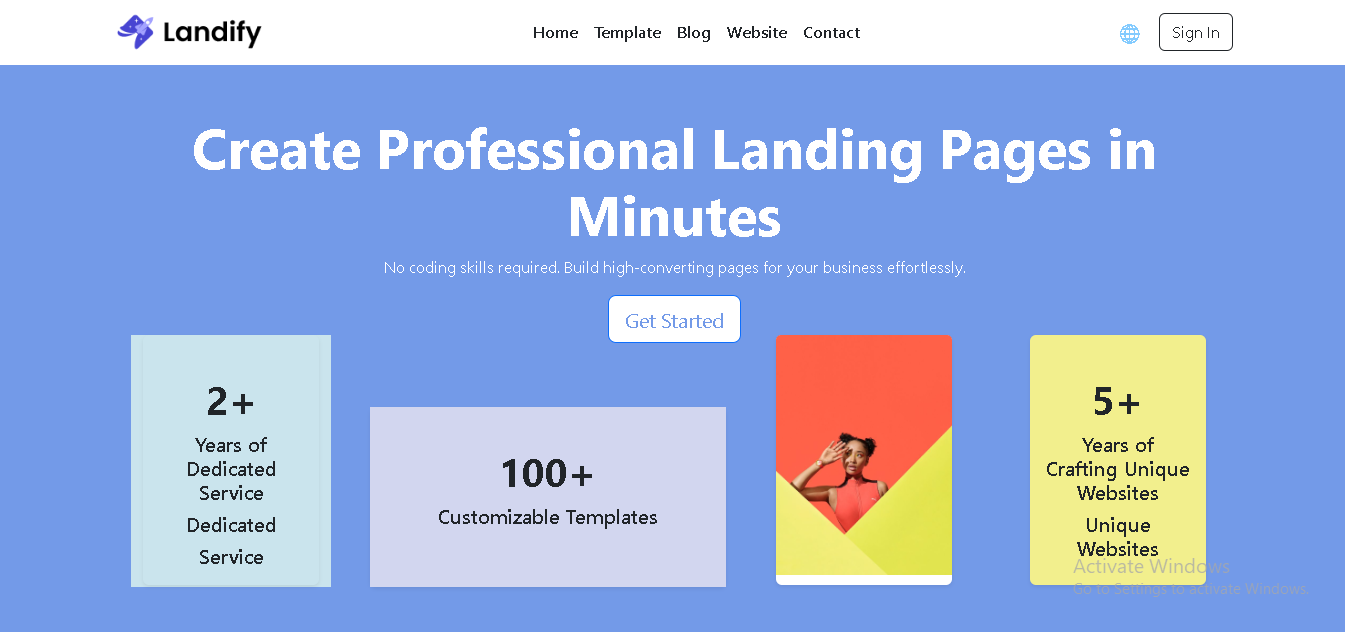 Landify
Home Template Blog Website Contact
Sign In
Create Professional Landing Pages in
Minutes
No coding skills required. Build high-converting pages for your business effortlessly.
Get Started
2+
Years of
Dedicated
Service
Dedicated
Service
100+
Customizable Templates
5+
Years of
Crafting Unique
Websites
Unique
Websites
Activate Windows
Go to Settings to activate Windows.